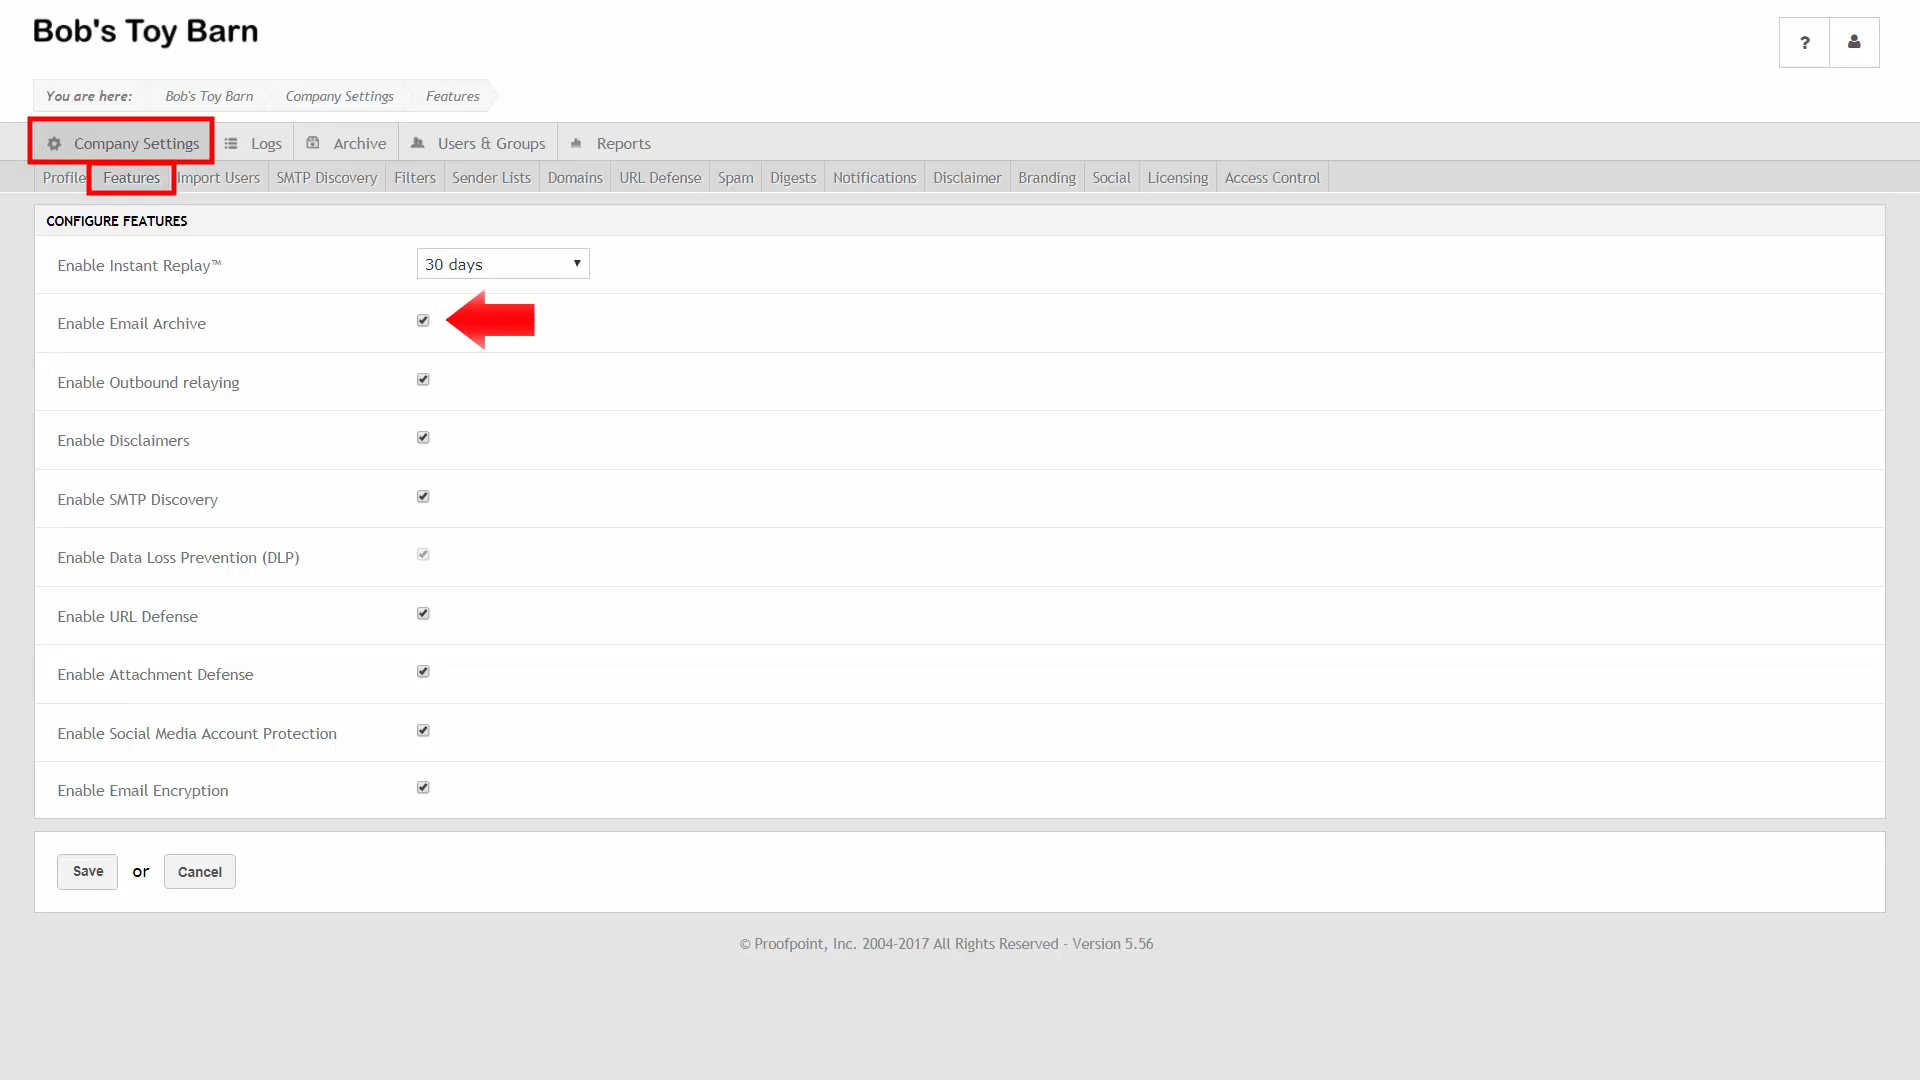 Bob's Toy Barn
?
You are here: Bob's Toy Barn Company Settings Features
Company Settings Logs Archive Users & Groups Reports
Profile Features Import Users SMTP Discovery Filters Sender Lists Domains URL Defense Spam Digests Notifications Disclaimer Branding Social Licensing Access Control
CONFIGURE FEATURES
Enable Instant Replay™ 30 days
Enable Email Archive
Enable Outbound relaying
Enable Disclaimers
Enable SMTP Discovery
Enable Data Loss Prevention (DLP)
Enable URL Defense
Enable Attachment Defense
Enable Social Media Account Protection
Enable Email Encryption
Save or Cancel
© Proofpoint, Inc. 2004-2017 All Rights Reserved - Version 5.56